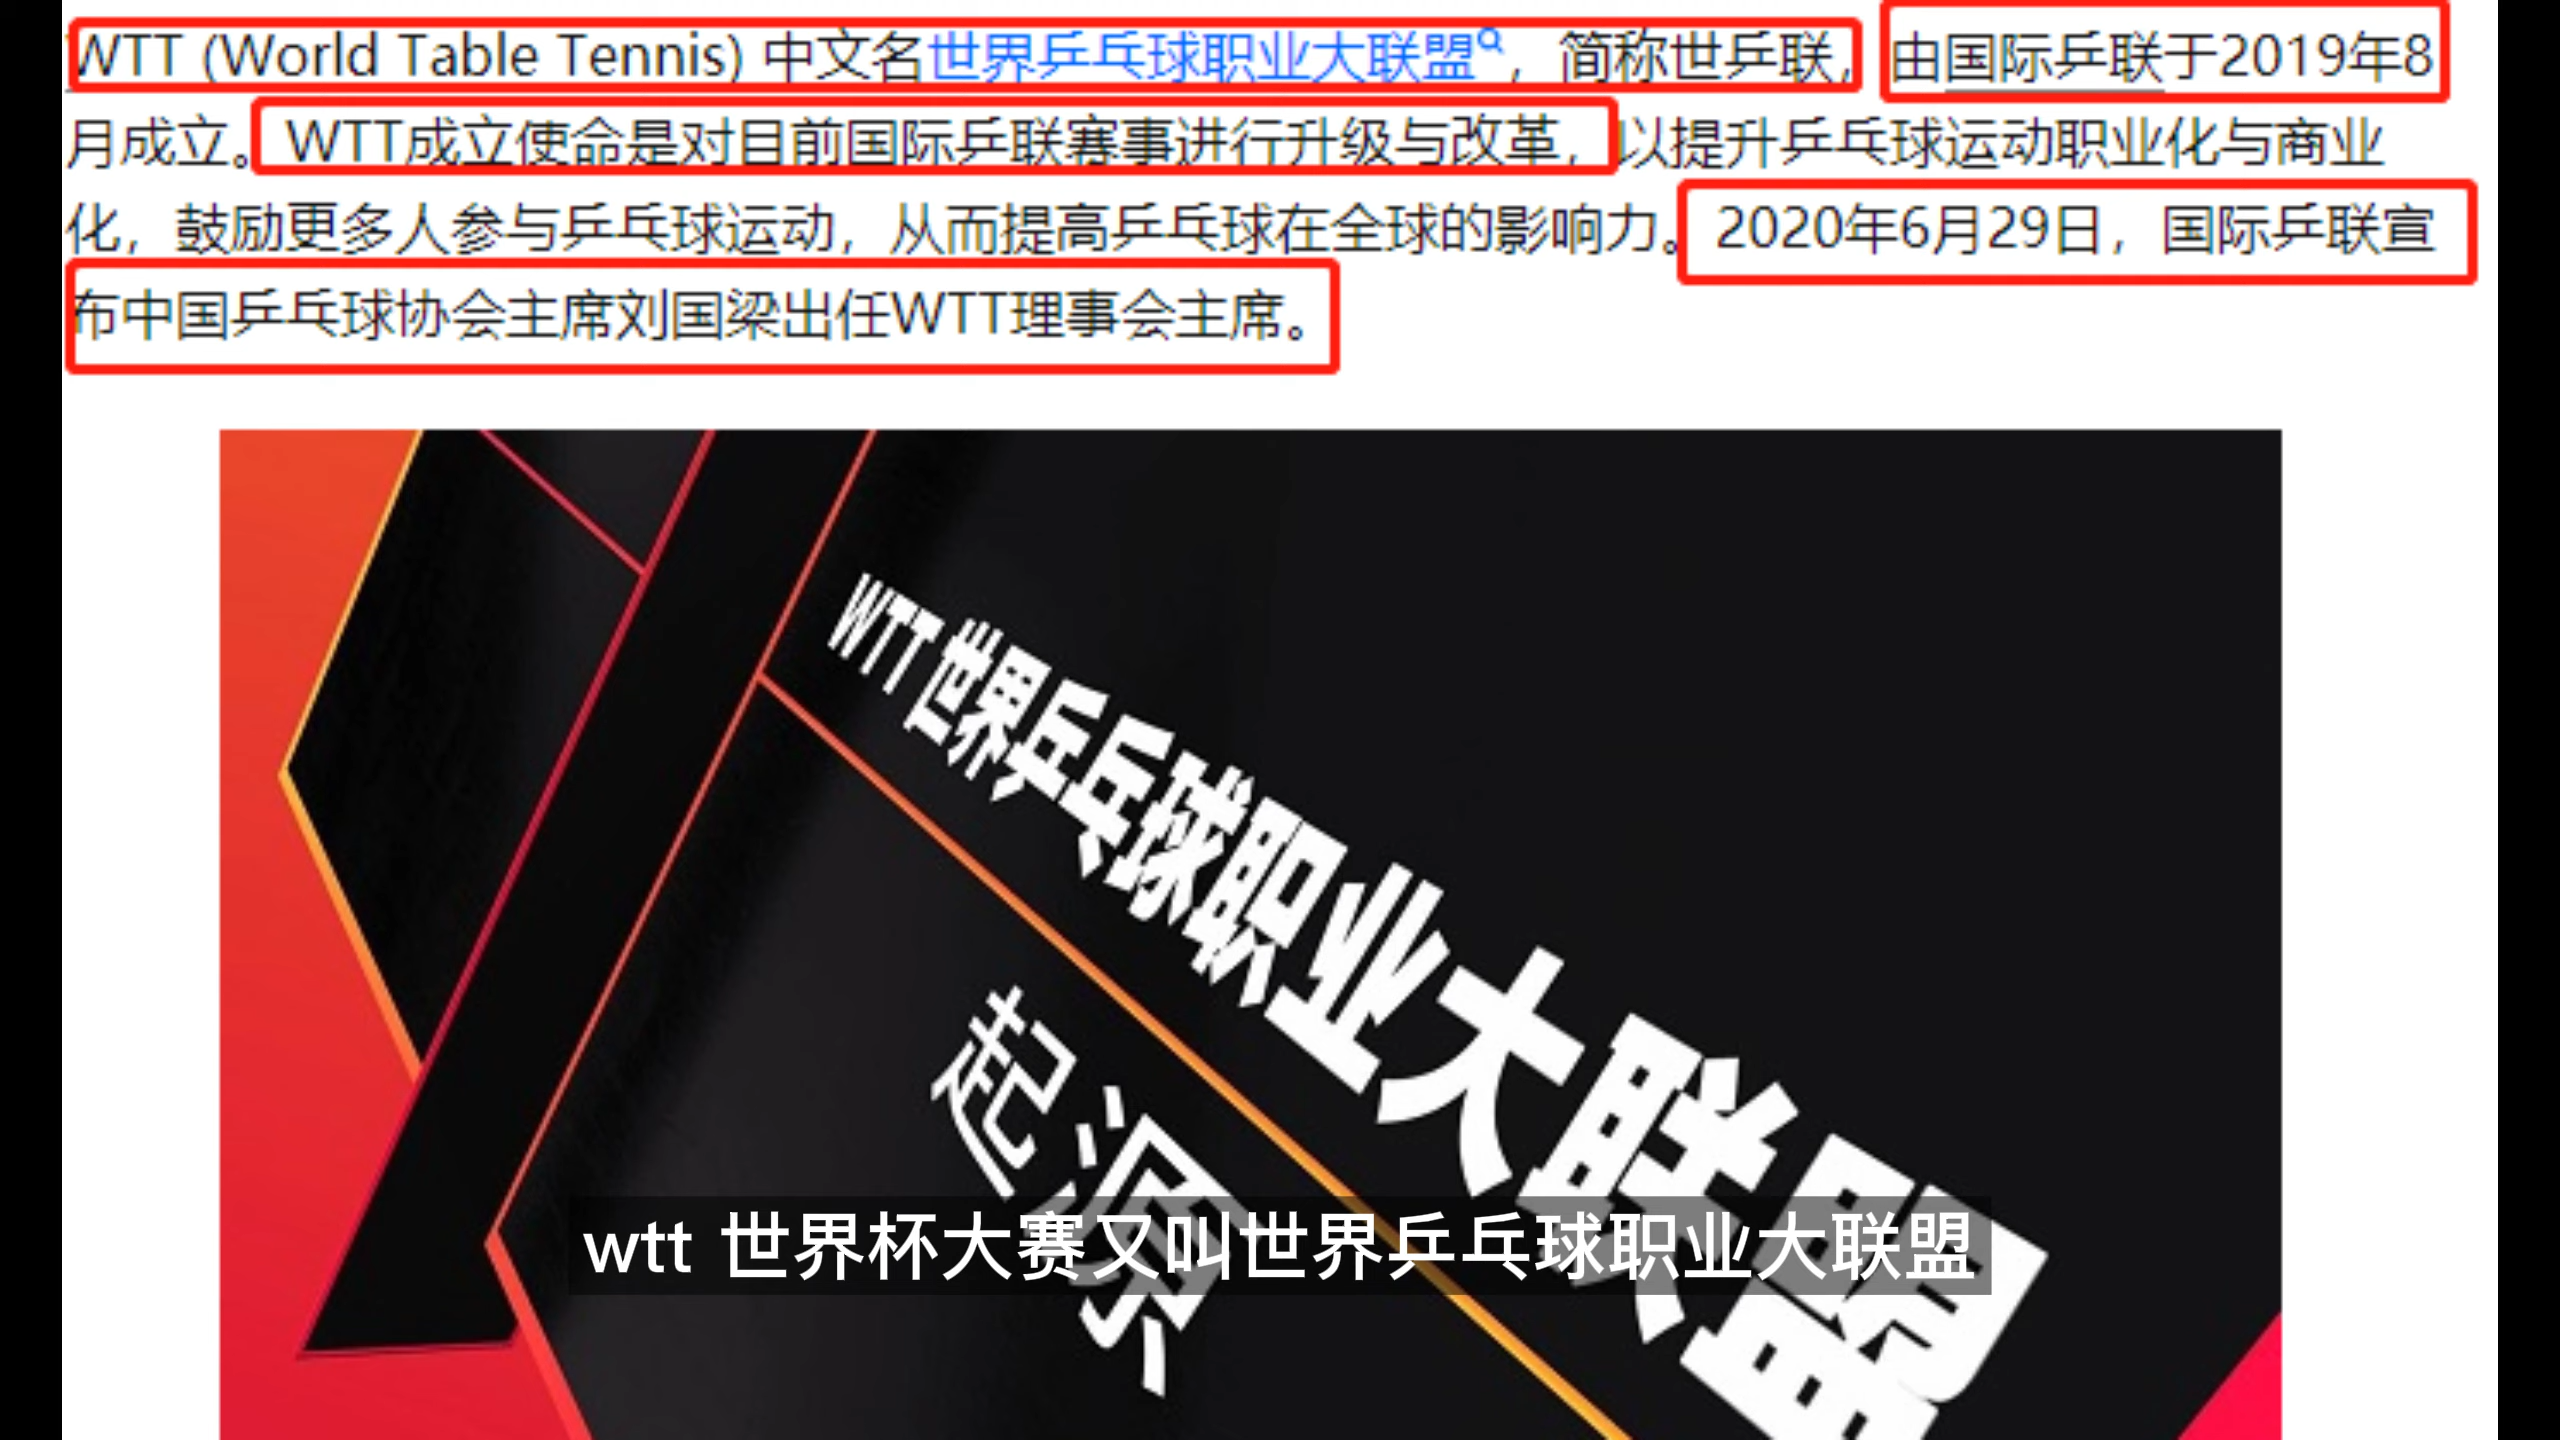 WTT (World Table Tennis) 中文名世界乒乓球职业大联盟，简称世乒联，由国际乒联于2019年8
月成立。WTT成立使命是对目前国际乒联赛事进行升级与改革，以提升乒乓球运动职业化与商业
化，鼓励更多人参与乒乓球运动，从而提高乒乓球在全球的影响力。2020年6月29日，国际乒联宣
布中国乒乓球协会主席刘国梁出任WTT理事会主席。
WTT世界乒乓球职业大联盟
起源
wtt 世界杯大赛又叫世界乒乓球职业大联盟